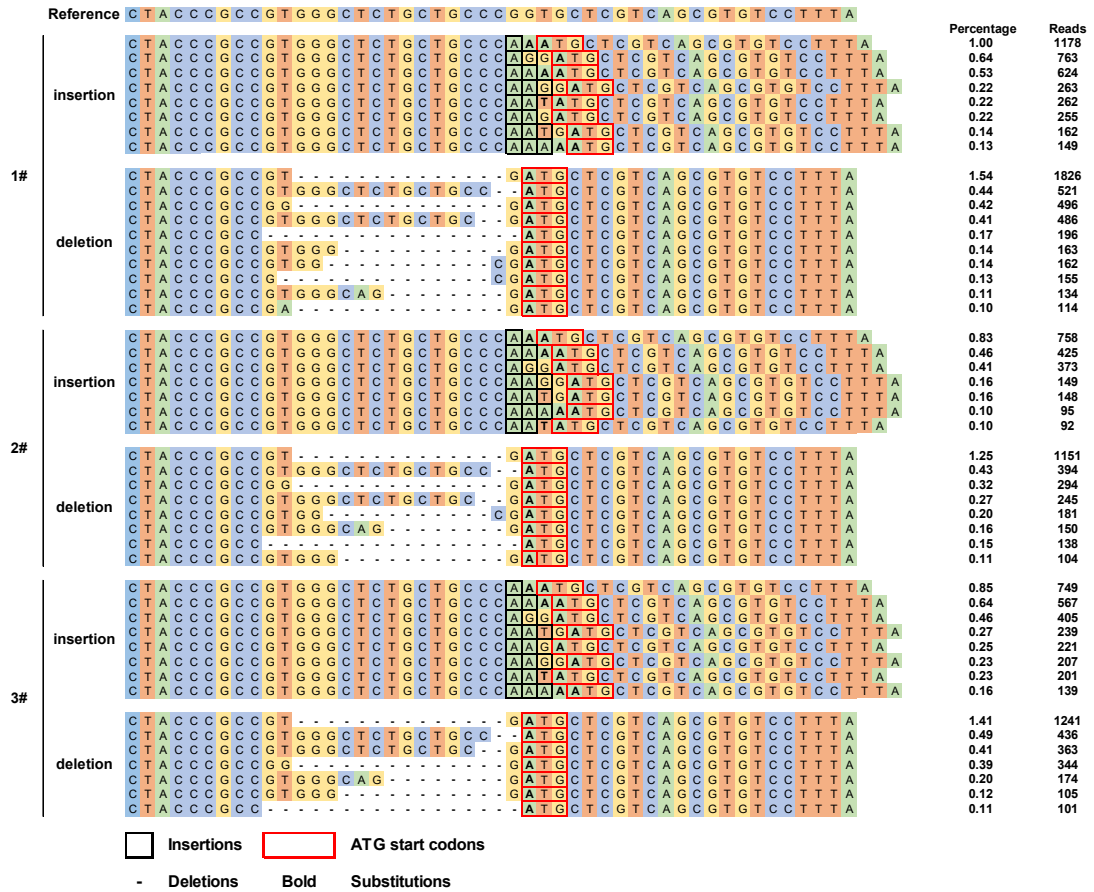 Reference C T A C C C G C C G T G G G C T C T G C T G C C C G G T G C T C G T C A G C G T G T C C T T T A
Percentage Reads
1#
insertion
C T A C C C G C C G T G G G C T C T G C T G C C C A A A T G C T C G T C A G C G T G T C C T T T A 1.00 1178
C T A C C C G C C G T G G G C T C T G C T G C C C A G G A T G C T C G T C A G C G T G T C C T T T A 0.64 763
C T A C C C G C C G T G G G C T C T G C T G C C C A A A A T G C T C G T C A G C G T G T C C T T T A 0.53 624
C T A C C C G C C G T G G G C T C T G C T G C C C A A G G A T G C T C G T C A G C G T G T C C T T T A 0.22 263
C T A C C C G C C G T G G G C T C T G C T G C C C A A T A T G C T C G T C A G C G T G T C C T T T A 0.22 262
C T A C C C G C C G T G G G C T C T G C T G C C C A A G A T G C T C G T C A G C G T G T C C T T T A 0.22 255
C T A C C C G C C G T G G G C T C T G C T G C C C A A T G A T G C T C G T C A G C G T G T C C T T T A 0.14 162
C T A C C C G C C G T G G G C T C T G C T G C C C A A A A A T G C T C G T C A G C G T G T C C T T T A 0.13 149
deletion
C T A C C C G C C G T - - - - - - - - - - - - - - G A T G C T C G T C A G C G T G T C C T T T A 1.54 1826
C T A C C C G C C G T G G G C T C T G C T G C C - - A T G C T C G T C A G C G T G T C C T T T A 0.44 521
C T A C C C G C C G G - - - - - - - - - - - - - - G A T G C T C G T C A G C G T G T C C T T T A 0.42 496
C T A C C C G C C G T G G G C T C T G C T G C - - G A T G C T C G T C A G C G T G T C C T T T A 0.41 486
C T A C C C G C C - - - - - - - - - - - - - - - - - A T G C T C G T C A G C G T G T C C T T T A 0.17 196
C T A C C C G C C G T G G G - - - - - - - - - - - G A T G C T C G T C A G C G T G T C C T T T A 0.14 163
C T A C C C G C C G T G G - - - - - - - - - - - C G A T G C T C G T C A G C G T G T C C T T T A 0.14 162
C T A C C C G C C G - - - - - - - - - - - - - - C G A T G C T C G T C A G C G T G T C C T T T A 0.13 155
C T A C C C G C C G T G G G C A G - - - - - - - - G A T G C T C G T C A G C G T G T C C T T T A 0.11 134
C T A C C C G C C G A - - - - - - - - - - - - - - G A T G C T C G T C A G C G T G T C C T T T A 0.10 114
2#
insertion
C T A C C C G C C G T G G G C T C T G C T G C C C A A A T G C T C G T C A G C G T G T C C T T T A 0.83 758
C T A C C C G C C G T G G G C T C T G C T G C C C A A A A T G C T C G T C A G C G T G T C C T T T A 0.46 425
C T A C C C G C C G T G G G C T C T G C T G C C C A G G A T G C T C G T C A G C G T G T C C T T T A 0.41 373
C T A C C C G C C G T G G G C T C T G C T G C C C A A G G A T G C T C G T C A G C G T G T C C T T T A 0.16 149
C T A C C C G C C G T G G G C T C T G C T G C C C A A T G A T G C T C G T C A G C G T G T C C T T T A 0.16 148
C T A C C C G C C G T G G G C T C T G C T G C C C A A A A A T G C T C G T C A G C G T G T C C T T T A 0.10 95
C T A C C C G C C G T G G G C T C T G C T G C C C A A T A T G C T C G T C A G C G T G T C C T T T A 0.10 92
deletion
C T A C C C G C C G T - - - - - - - - - - - - - - G A T G C T C G T C A G C G T G T C C T T T A 1.25 1151
C T A C C C G C C G T G G G C T C T G C T G C C - - A T G C T C G T C A G C G T G T C C T T T A 0.43 394
C T A C C C G C C G G - - - - - - - - - - - - - - G A T G C T C G T C A G C G T G T C C T T T A 0.32 294
C T A C C C G C C G T G G G C T C T G C T G C - - G A T G C T C G T C A G C G T G T C C T T T A 0.27 245
C T A C C C G C C G T G G - - - - - - - - - - - C G A T G C T C G T C A G C G T G T C C T T T A 0.20 181
C T A C C C G C C G T G G G C A G - - - - - - - - G A T G C T C G T C A G C G T G T C C T T T A 0.16 150
C T A C C C G C C - - - - - - - - - - - - - - - - - A T G C T C G T C A G C G T G T C C T T T A 0.15 138
C T A C C C G C C G T G G G - - - - - - - - - - - G A T G C T C G T C A G C G T G T C C T T T A 0.11 104
3#
insertion
C T A C C C G C C G T G G G C T C T G C T G C C C A A A T G C T C G T C A G C G T G T C C T T T A 0.85 749
C T A C C C G C C G T G G G C T C T G C T G C C C A A A A T G C T C G T C A G C G T G T C C T T T A 0.64 567
C T A C C C G C C G T G G G C T C T G C T G C C C A G G A T G C T C G T C A G C G T G T C C T T T A 0.46 405
C T A C C C G C C G T G G G C T C T G C T G C C C A A T G A T G C T C G T C A G C G T G T C C T T T A 0.27 239
C T A C C C G C C G T G G G C T C T G C T G C C C A A G A T G C T C G T C A G C G T G T C C T T T A 0.25 221
C T A C C C G C C G T G G G C T C T G C T G C C C A A G G A T G C T C G T C A G C G T G T C C T T T A 0.23 207
C T A C C C G C C G T G G G C T C T G C T G C C C A A T A T G C T C G T C A G C G T G T C C T T T A 0.23 201
C T A C C C G C C G T G G G C T C T G C T G C C C A A A A A T G C T C G T C A G C G T G T C C T T T A 0.16 139
deletion
C T A C C C G C C G T - - - - - - - - - - - - - - G A T G C T C G T C A G C G T G T C C T T T A 1.41 1241
C T A C C C G C C G T G G G C T C T G C T G C C - - A T G C T C G T C A G C G T G T C C T T T A 0.49 436
C T A C C C G C C G T G G G C T C T G C T G C - - G A T G C T C G T C A G C G T G T C C T T T A 0.41 363
C T A C C C G C C G G - - - - - - - - - - - - - - G A T G C T C G T C A G C G T G T C C T T T A 0.39 344
C T A C C C G C C G T G G G C A G - - - - - - - - G A T G C T C G T C A G C G T G T C C T T T A 0.20 174
C T A C C C G C C G T G G G - - - - - - - - - - - G A T G C T C G T C A G C G T G T C C T T T A 0.12 105
C T A C C C G C C - - - - - - - - - - - - - - - - - A T G C T C G T C A G C G T G T C C T T T A 0.11 101
Insertions ATG start codons
- Deletions Bold Substitutions